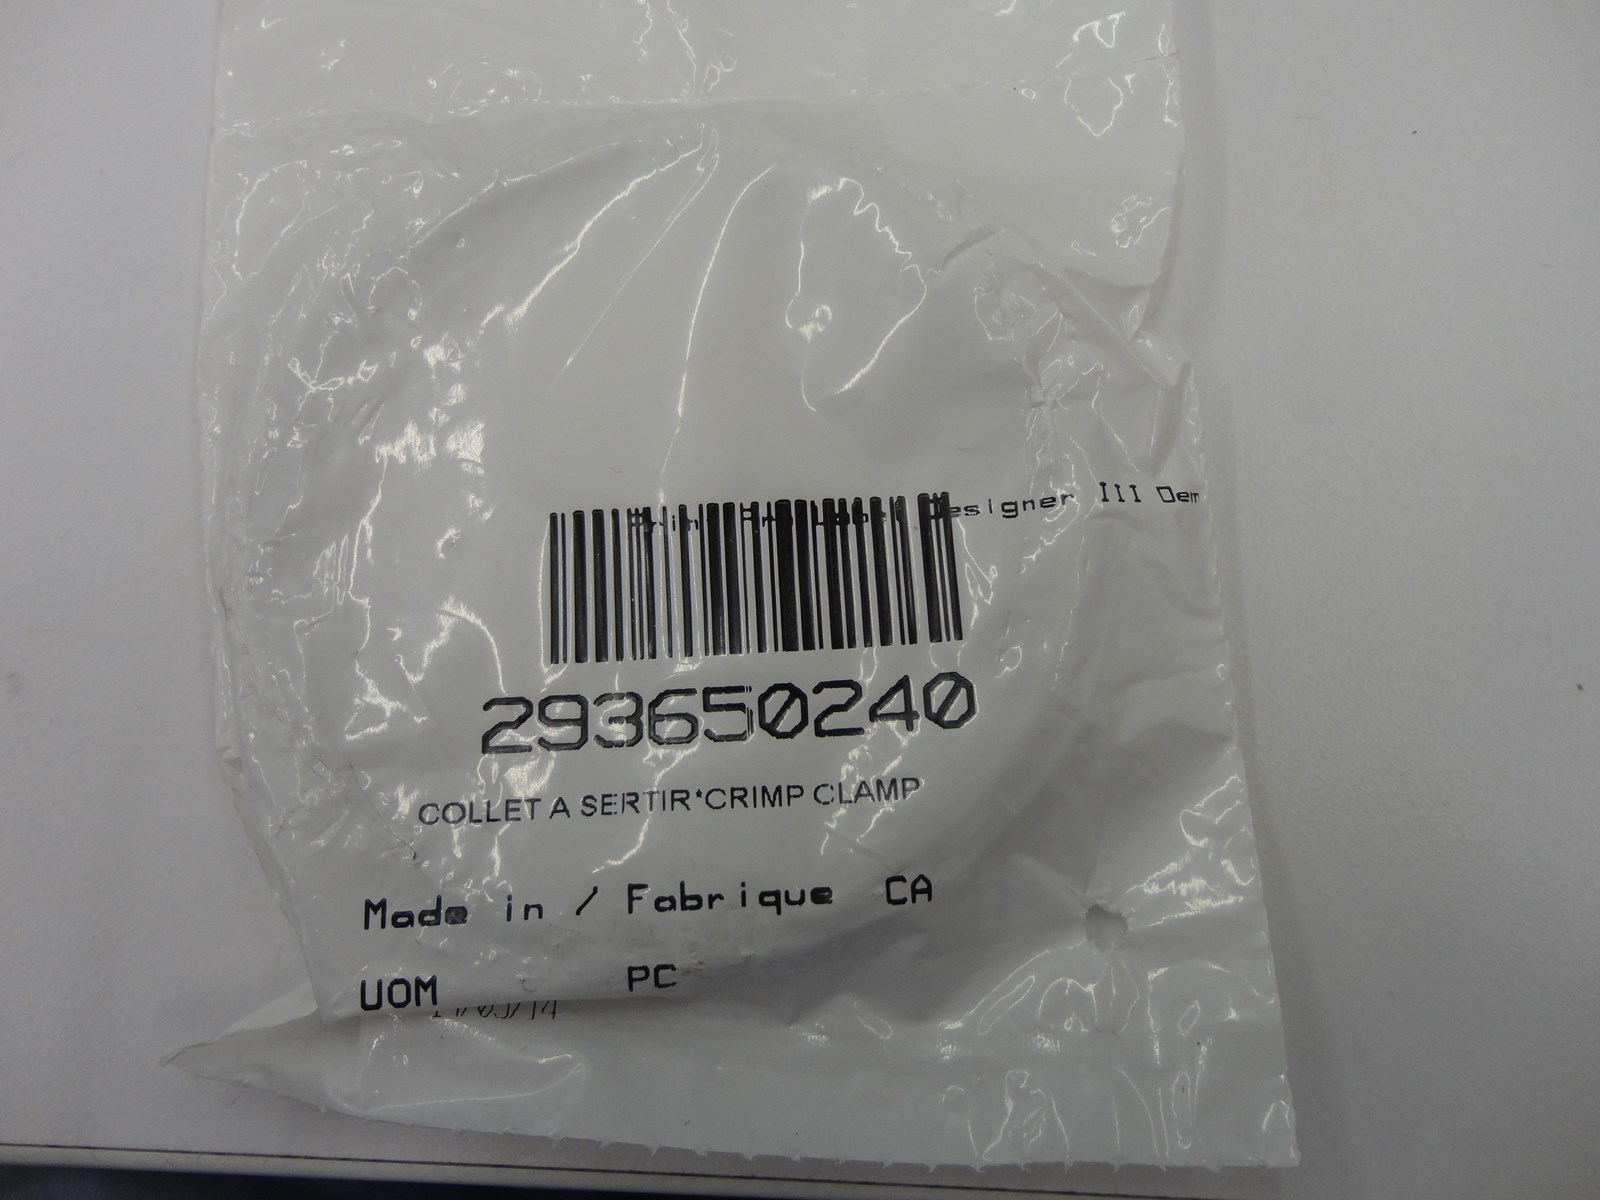 Designer III Dem
293650240
COLLET A SERTIR*CRIMP CLAMP
Made in / Fabrique CA
UOM PC